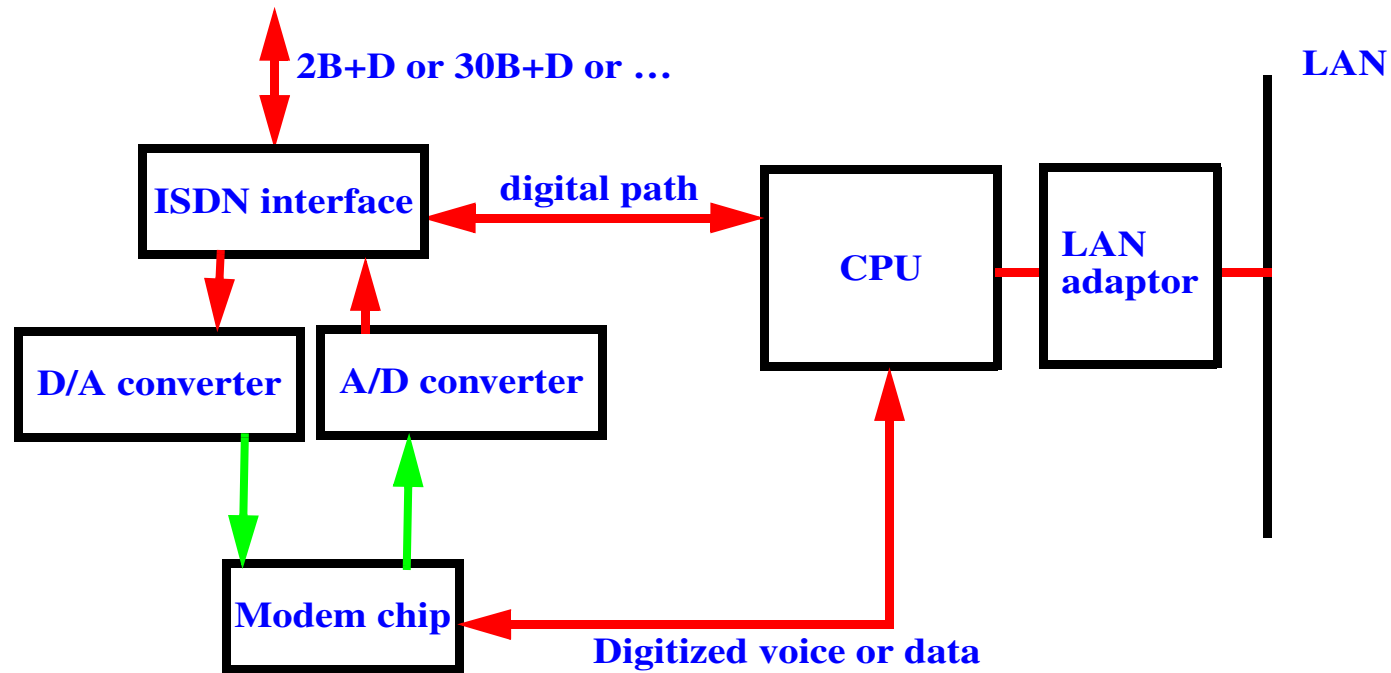 2B+D or 30B+D or …
LAN
ISDN interface
digital path
CPU
LAN
adaptor
D/A converter
A/D converter
Modem chip
Digitized voice or data